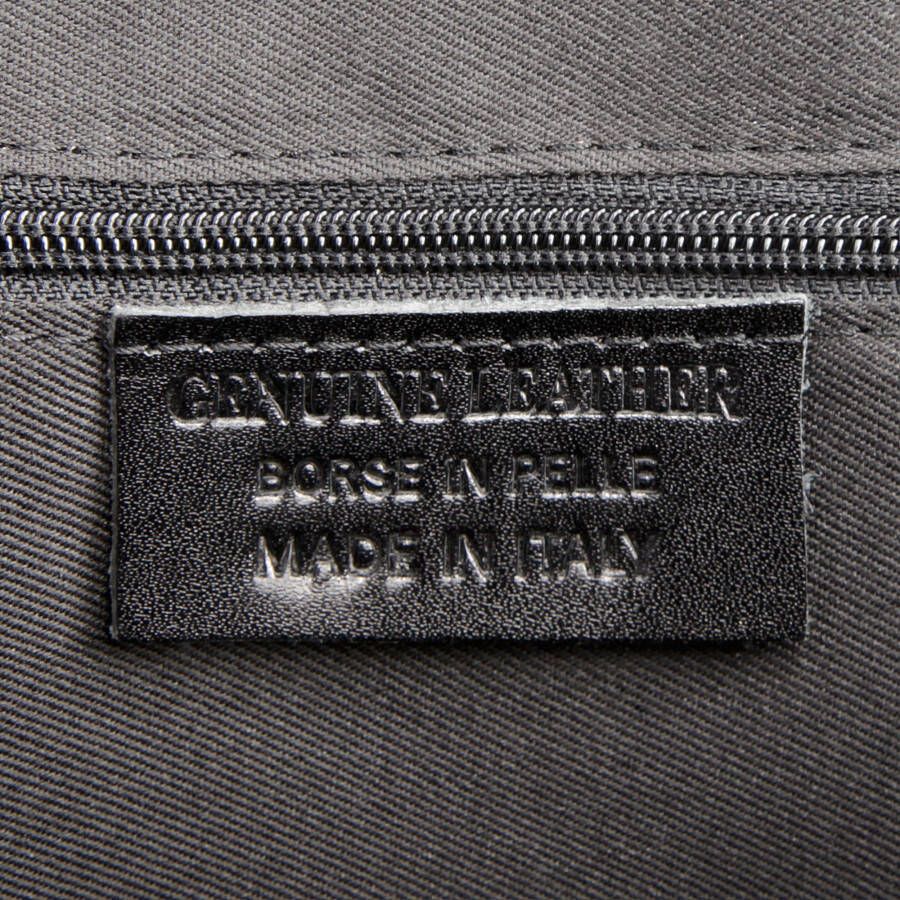 GENUINE LEATHER
BORSE IN PELLE
MADE IN ITALY